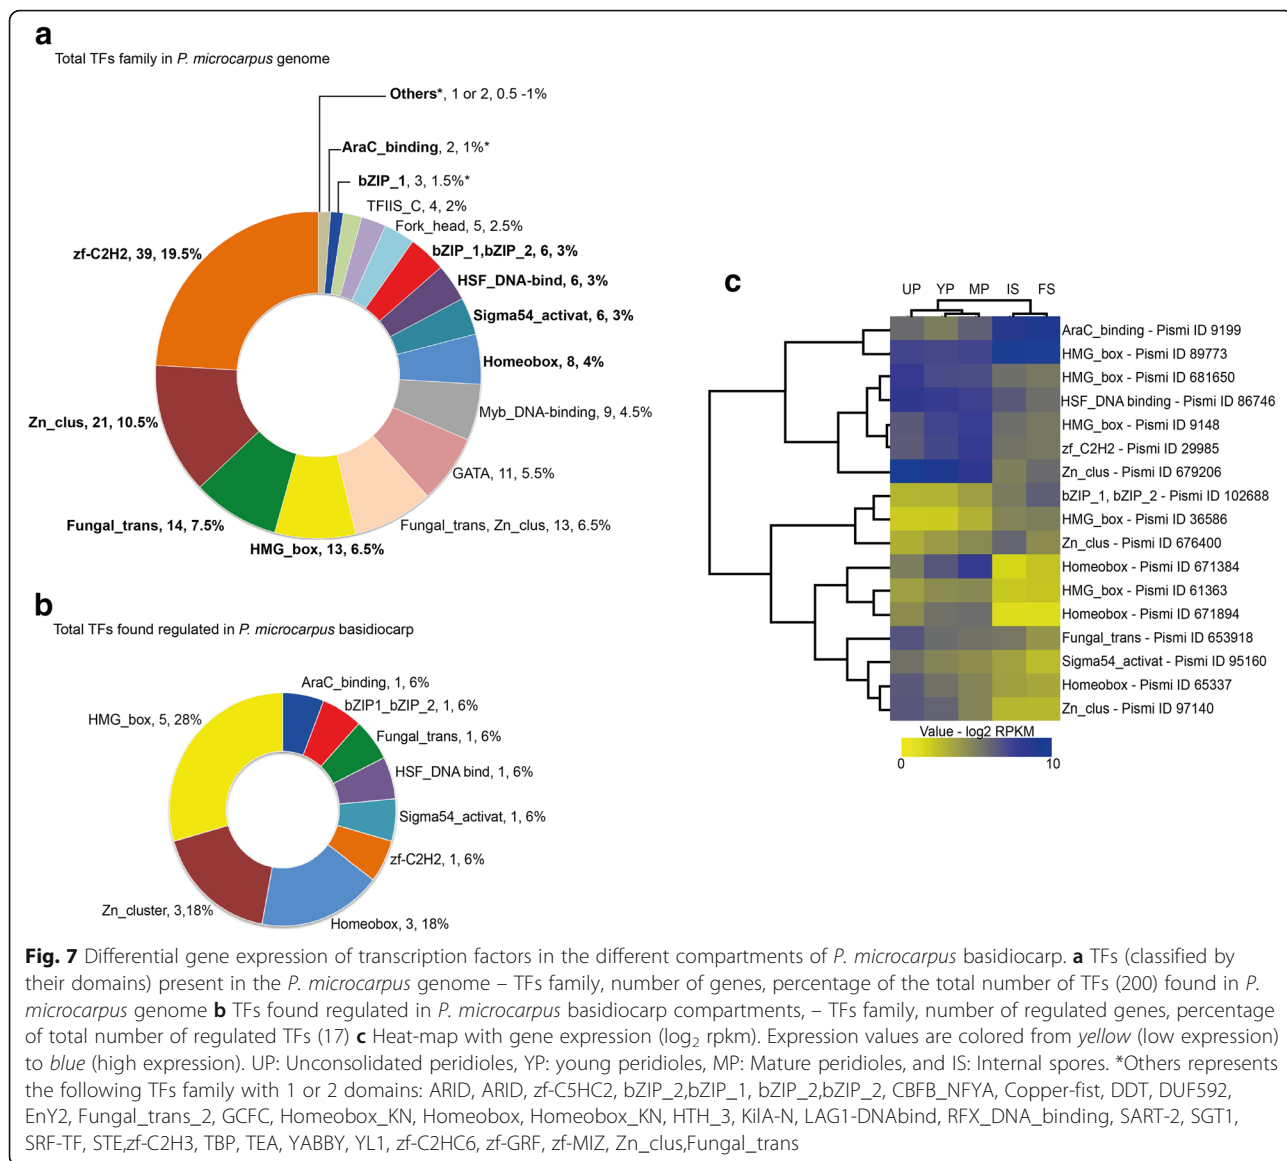 a
Total TFs family in P. microcarpus genome
Others*, 1 or 2, 0.5 -1%
AraC_binding, 2, 1%*
bZIP_1, 3, 1.5%*
TFIIS_C, 4, 2%
Fork_head, 5, 2.5%
bZIP_1,bZIP_2, 6, 3%
HSF_DNA-bind, 6, 3%
Sigma54_activat, 6, 3%
Homeobox, 8, 4%
Myb_DNA-binding, 9, 4.5%
GATA, 11, 5.5%
Fungal_trans, Zn_clus, 13, 6.5%
HMG_box, 13, 6.5%
Fungal_trans, 14, 7.5%
Zn_clus, 21, 10.5%
zf-C2H2, 39, 19.5%
b
Total TFs found regulated in P. microcarpus basidiocarp
AraC_binding, 1, 6%
bZIP1_bZIP_2, 1, 6%
Fungal_trans, 1, 6%
HSF_DNA bind, 1, 6%
Sigma54_activat, 1, 6%
zf-C2H2, 1, 6%
Homeobox, 3, 18%
Zn_cluster, 3,18%
HMG_box, 5, 28%
c
UP YP MP IS FS
AraC_binding - Pismi ID 9199
HMG_box - Pismi ID 89773
HMG_box - Pismi ID 681650
HSF_DNA binding - Pismi ID 86746
HMG_box - Pismi ID 9148
zf_C2H2 - Pismi ID 29985
Zn_clus - Pismi ID 679206
bZIP_1, bZIP_2 - Pismi ID 102688
HMG_box - Pismi ID 36586
Zn_clus - Pismi ID 676400
Homeobox - Pismi ID 671384
HMG_box - Pismi ID 61363
Homeobox - Pismi ID 671894
Fungal_trans - Pismi ID 653918
Sigma54_activat - Pismi ID 95160
Homeobox - Pismi ID 65337
Zn_clus - Pismi ID 97140
Value - log2 RPKM
0 10
Fig. 7 Differential gene expression of transcription factors in the different compartments of P. microcarpus basidiocarp. a TFs (classified by
their domains) present in the P. microcarpus genome – TFs family, number of genes, percentage of the total number of TFs (200) found in P.
microcarpus genome b TFs found regulated in P. microcarpus basidiocarp compartments, – TFs family, number of regulated genes, percentage
of total number of regulated TFs (17) c Heat-map with gene expression (log2 rpkm). Expression values are colored from yellow (low expression)
to blue (high expression). UP: Unconsolidated peridioles, YP: young peridioles, MP: Mature peridioles, and IS: Internal spores. *Others represents
the following TFs family with 1 or 2 domains: ARID, ARID, zf-C5HC2, bZIP_2,bZIP_1, bZIP_2,bZIP_2, CBFB_NFYA, Copper-fist, DDT, DUF592,
EnY2, Fungal_trans_2, GCFC, Homeobox_KN, Homeobox, Homeobox_KN, HTH_3, KilA-N, LAG1-DNAbind, RFX_DNA_binding, SART-2, SGT1,
SRF-TF, STE,zf-C2H3, TBP, TEA, YABBY, YL1, zf-C2HC6, zf-GRF, zf-MIZ, Zn_clus,Fungal_trans